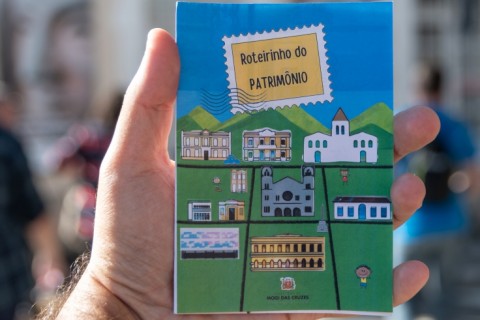 Roteirinho do
PATRIMÔNIO
MOGI DAS CRUZES